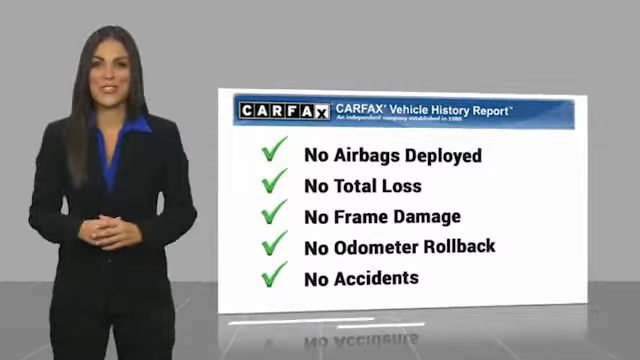 CARFAX CARFAX® Vehicle History Report™
An independent company established in 1986
No Airbags Deployed
No Total Loss
No Frame Damage
No Odometer Rollback
No Accidents